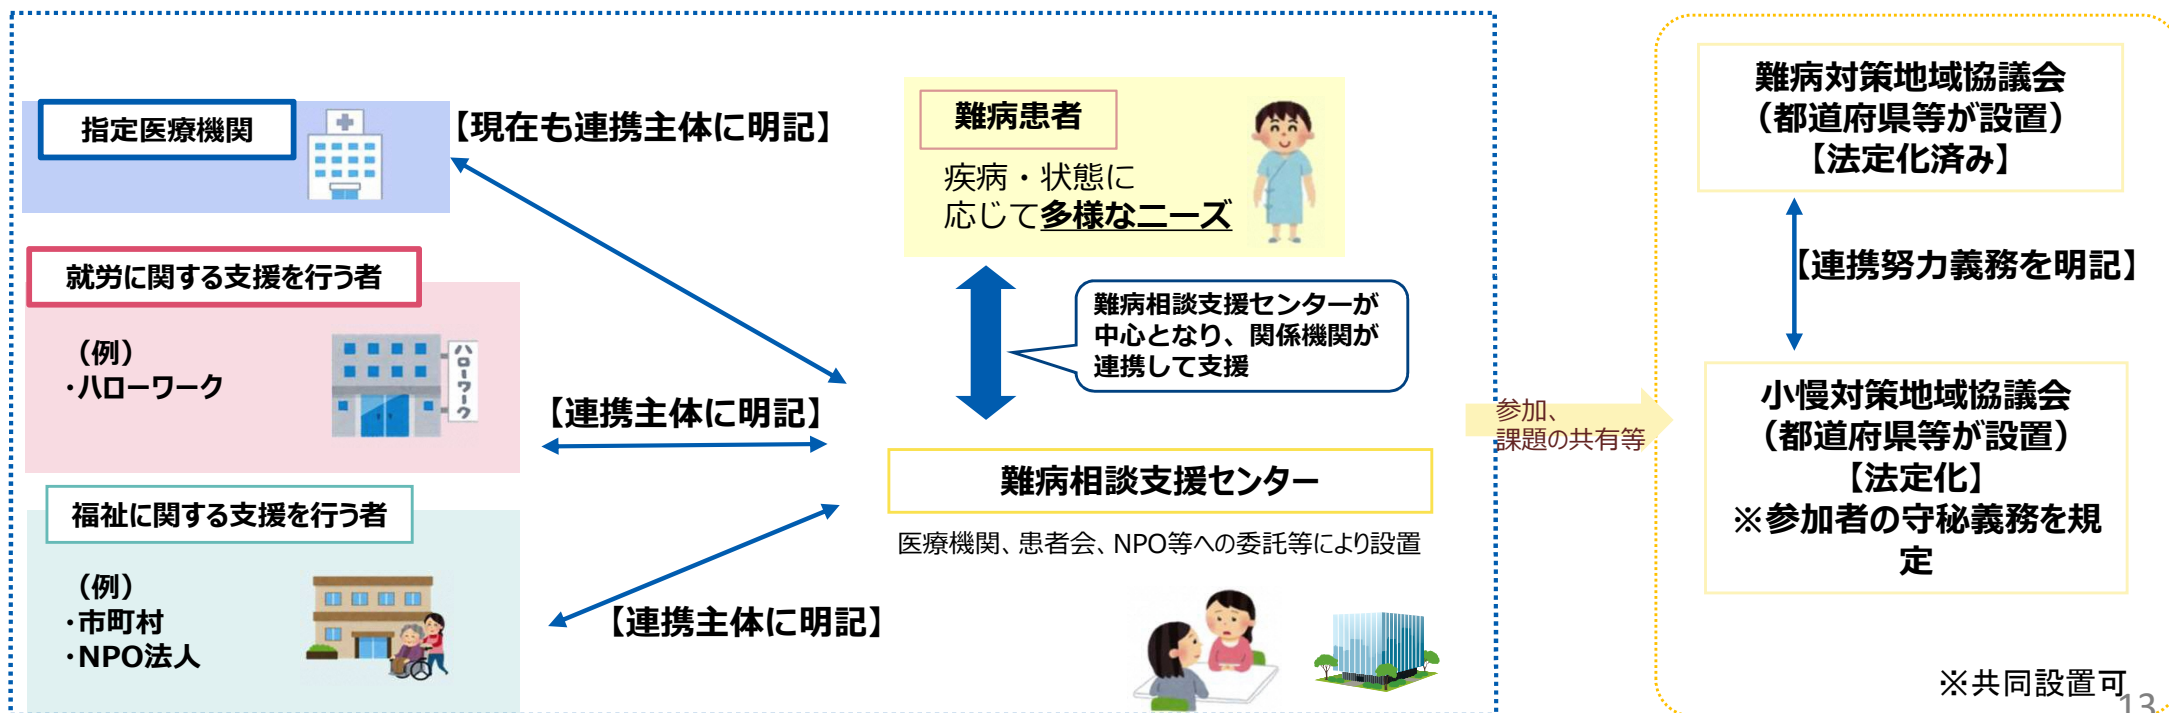 指定医療機関
【現在も連携主体に明記】
就労に関する支援を行う者
（例）
・ハローワーク
ハローワーク
【連携主体に明記】
福祉に関する支援を行う者
（例）
・市町村
・NPO法人
【連携主体に明記】
難病患者
疾病・状態に
応じて多様なニーズ
難病相談支援センターが
中心となり、関係機関が
連携して支援
難病相談支援センター
医療機関、患者会、NPO等への委託等により設置
参加、
課題の共有等
難病対策地域協議会
（都道府県等が設置）
【法定化済み】
【連携努力義務を明記】
小慢対策地域協議会
（都道府県等が設置）
【法定化】
※参加者の守秘義務を規
定
※共同設置可
13